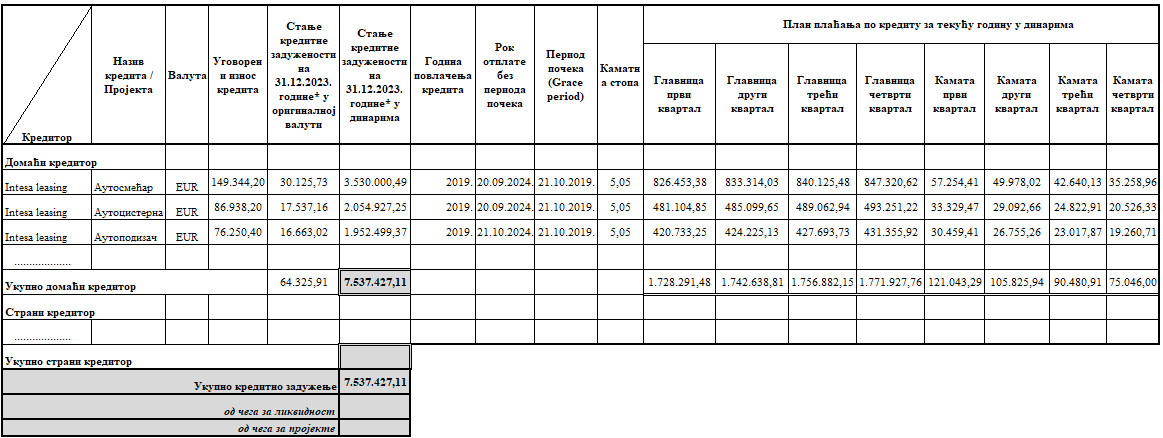 Кредитор
Назив кредита / Пројекта
Валута
Уговорен и износ кредита
Стање кредитне задужености на 31.12.2023. године* у оригиналној валути
Стање кредитне задужености на 31.12.2023. године* у динарима
Година повлачења кредита
Рок отплате без периода почека
Период почека (Grace period)
Каматн а стопа
План плаћања по кредиту за текућу годину у динарима
Главница први квартал
Главница други квартал
Главница трећи квартал
Главница четврти квартал
Камата први квартал
Камата други квартал
Камата трећи квартал
Камата четврти квартал
Домаћи кредитор
Intesa leasing Аутосмећар EUR 149.344,20 30.125,73 3.530.000,49 2019. 20.09.2024. 21.10.2019. 5,05 826.453,38 833.314,03 840.125,48 847.320,62 57.254,41 49.978,02 42.640,13 35.258,96
Intesa leasing Аутоцистерна EUR 86.938,20 17.537,16 2.054.927,25 2019. 20.09.2024. 21.10.2019. 5,05 481.104,85 485.099,65 489.062,94 493.251,22 33.329,47 29.092,66 24.822,91 20.526,33
Intesa leasing Аутоподизач EUR 76.250,40 16.663,02 1.952.499,37 2019. 21.10.2024. 21.10.2019. 5,05 420.733,25 424.225,13 427.693,73 431.355,92 30.459,41 26.755,26 23.017,87 19.260,71
...................
Укупно домаћи кредитор 64.325,91 7.537.427,11 1.728.291,48 1.742.638,81 1.756.882,15 1.771.927,76 121.043,29 105.825,94 90.480,91 75.046,00
Страни кредитор
...................
Укупно страни кредитор
Укупно кредитно задужење 7.537.427,11
од чега за ликвидност
од чега за пројекте